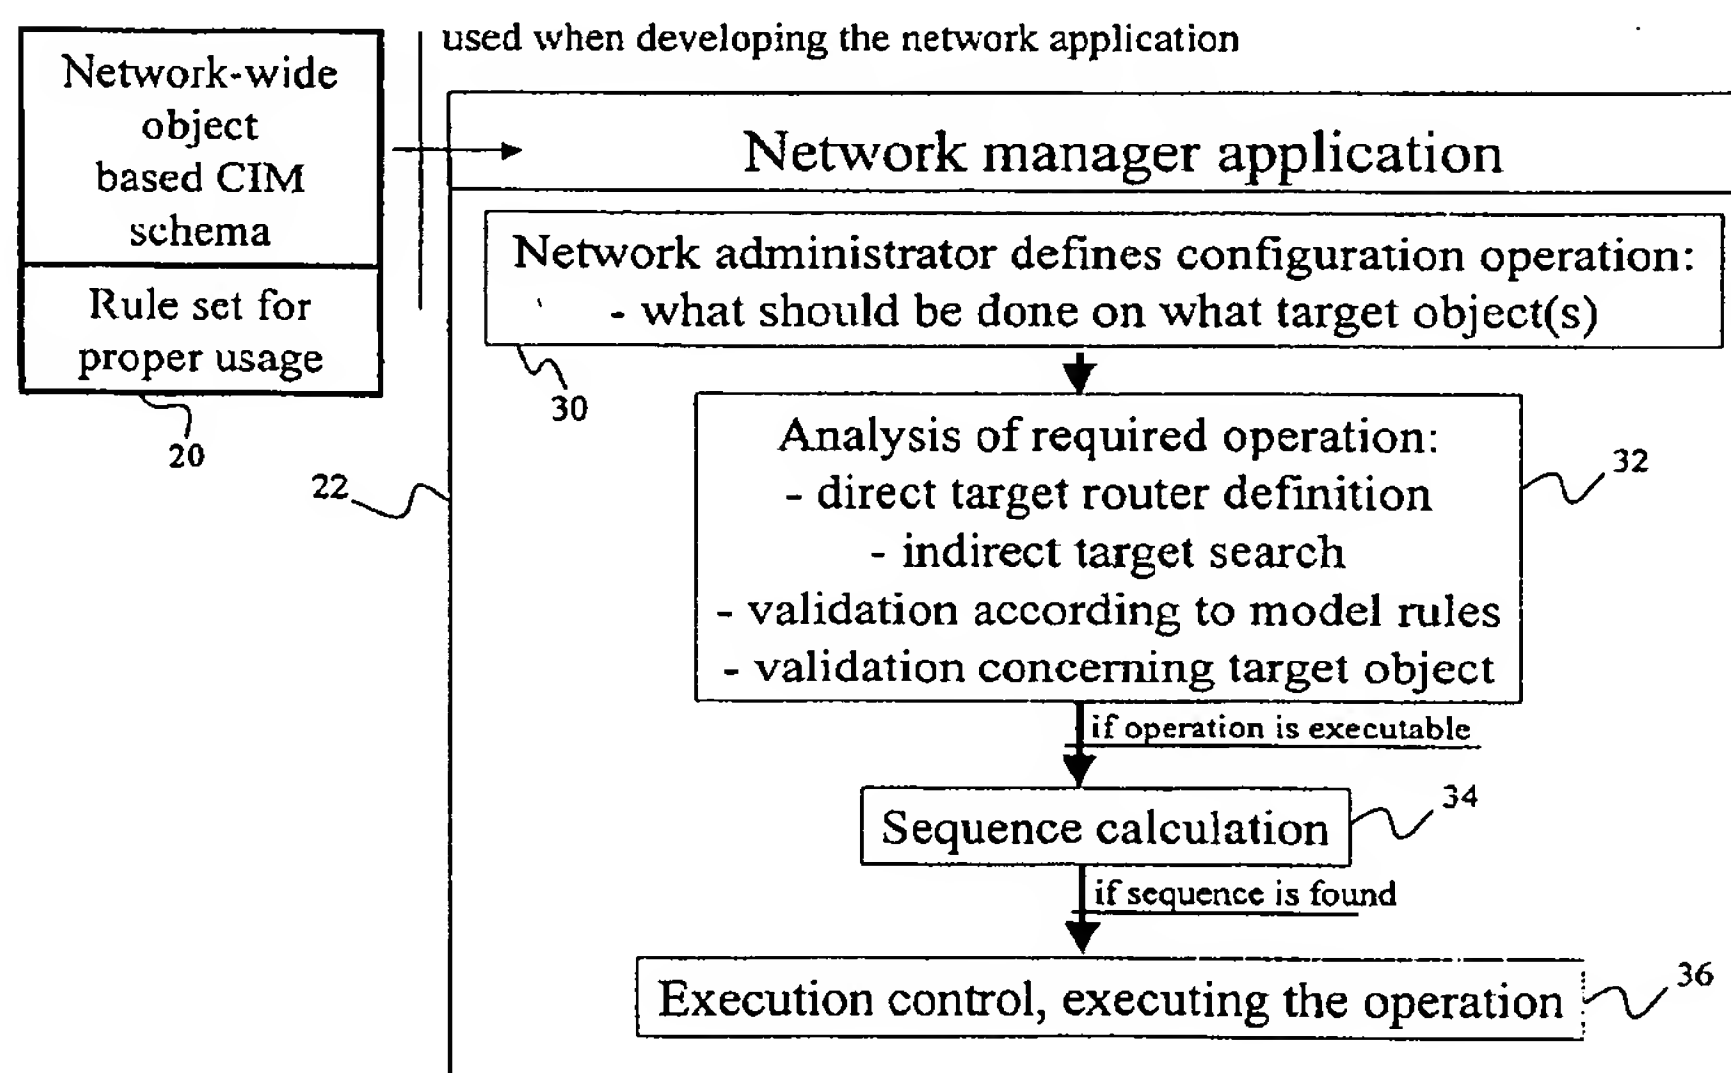 used when developing the network application
Network-wide
object
based CIM
schema
Rule set for
proper usage
20
22
Network manager application
Network administrator defines configuration operation:
- what should be done on what target object(s)
30
Analysis of required operation:
- direct target router definition
- indirect target search
- validation according to model rules
- validation concerning target object
32
if operation is executable
Sequence calculation
34
if sequence is found
Execution control, executing the operation
36